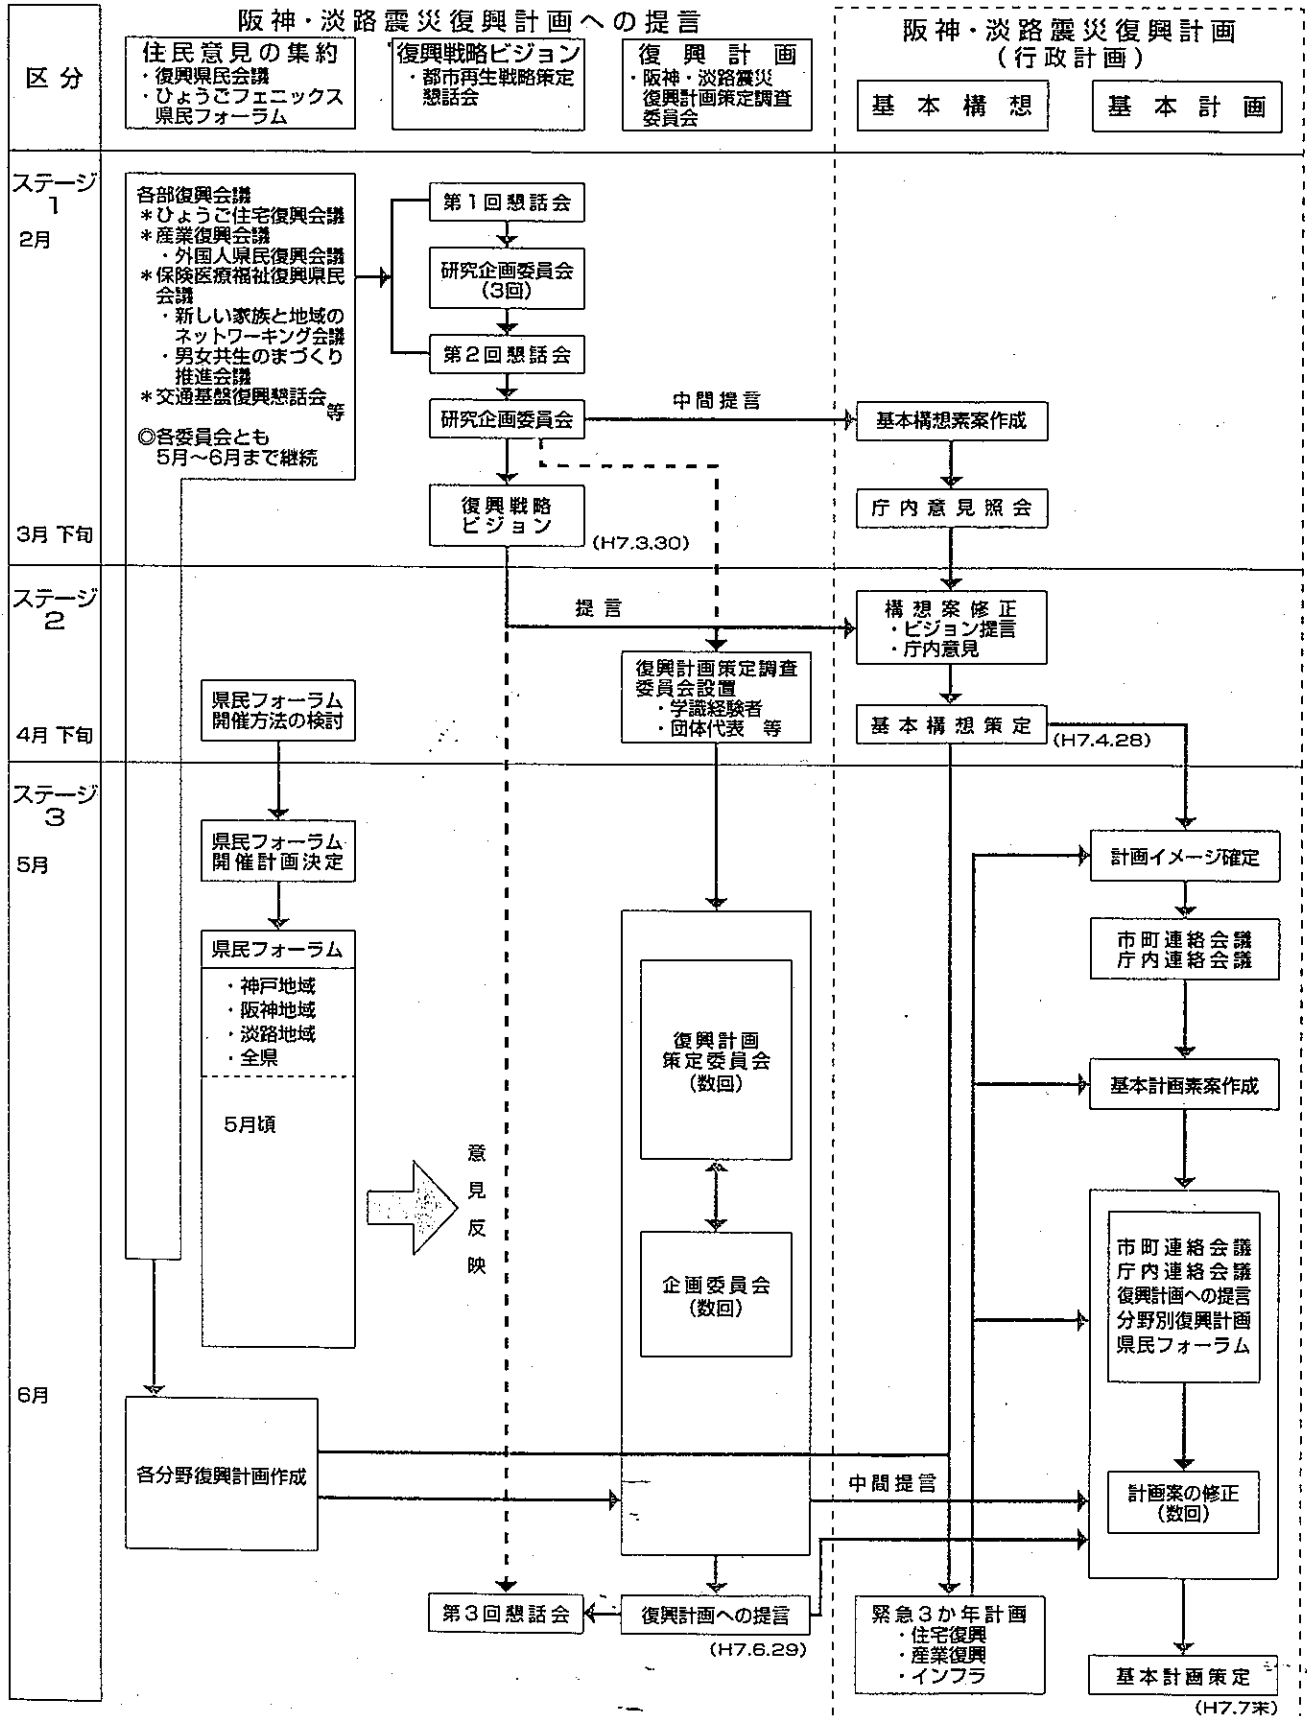 阪神・淡路震災復興計画への提言
阪神・淡路震災復興計画
(行政計画)
区分
住民意見の集約
・復興県民会議
・ひょうごフェニックス
県民フォーラム
復興戦略ビジョン
・都市再生戦略策定
懇話会
復興計画
・阪神・淡路震災
復興計画策定調査
委員会
基本構想
基本計画
ステージ
1
2月
3月下旬
各部復興会議
*ひょうご住宅復興会議
*産業復興会議
・外国人県民復興会議
*保険医療福祉復興県民
会議
・新しい家族と地域の
ネットワーキング会議
・男女共生のまづくり
推進会議
*交通基盤復興懇話会
等
◎各委員会とも
5月～6月まで継続
第1回懇話会
研究企画委員会
(3回)
第2回懇話会
研究企画委員会
中間提言
基本構想素案作成
復興戦略
ビジョン
(H7.3.30)
庁内意見照会
ステージ
2
4月下旬
提言
構想案修正
・ビジョン提言
・庁内意見
復興計画策定調査
委員会設置
・学識経験者
・団体代表 等
県民フォーラム
開催方法の検討
基本構想策定
(H7.4.28)
ステージ
3
5月
6月
県民フォーラム
開催計画決定
計画イメージ確定
県民フォーラム
・神戸地域
・阪神地域
・淡路地域
・全県
5月頃
市町連絡会議
庁内連絡会議
復興計画
策定委員会
(数回)
基本計画素案作成
意見反映
企画委員会
(数回)
市町連絡会議
庁内連絡会議
復興計画への提言
分野別復興計画
県民フォーラム
各分野復興計画作成
中間提言
計画案の修正
(数回)
第3回懇話会
復興計画への提言
(H7.6.29)
緊急3か年計画
・住宅復興
・産業復興
・インフラ
基本計画策定
(H7.7末)